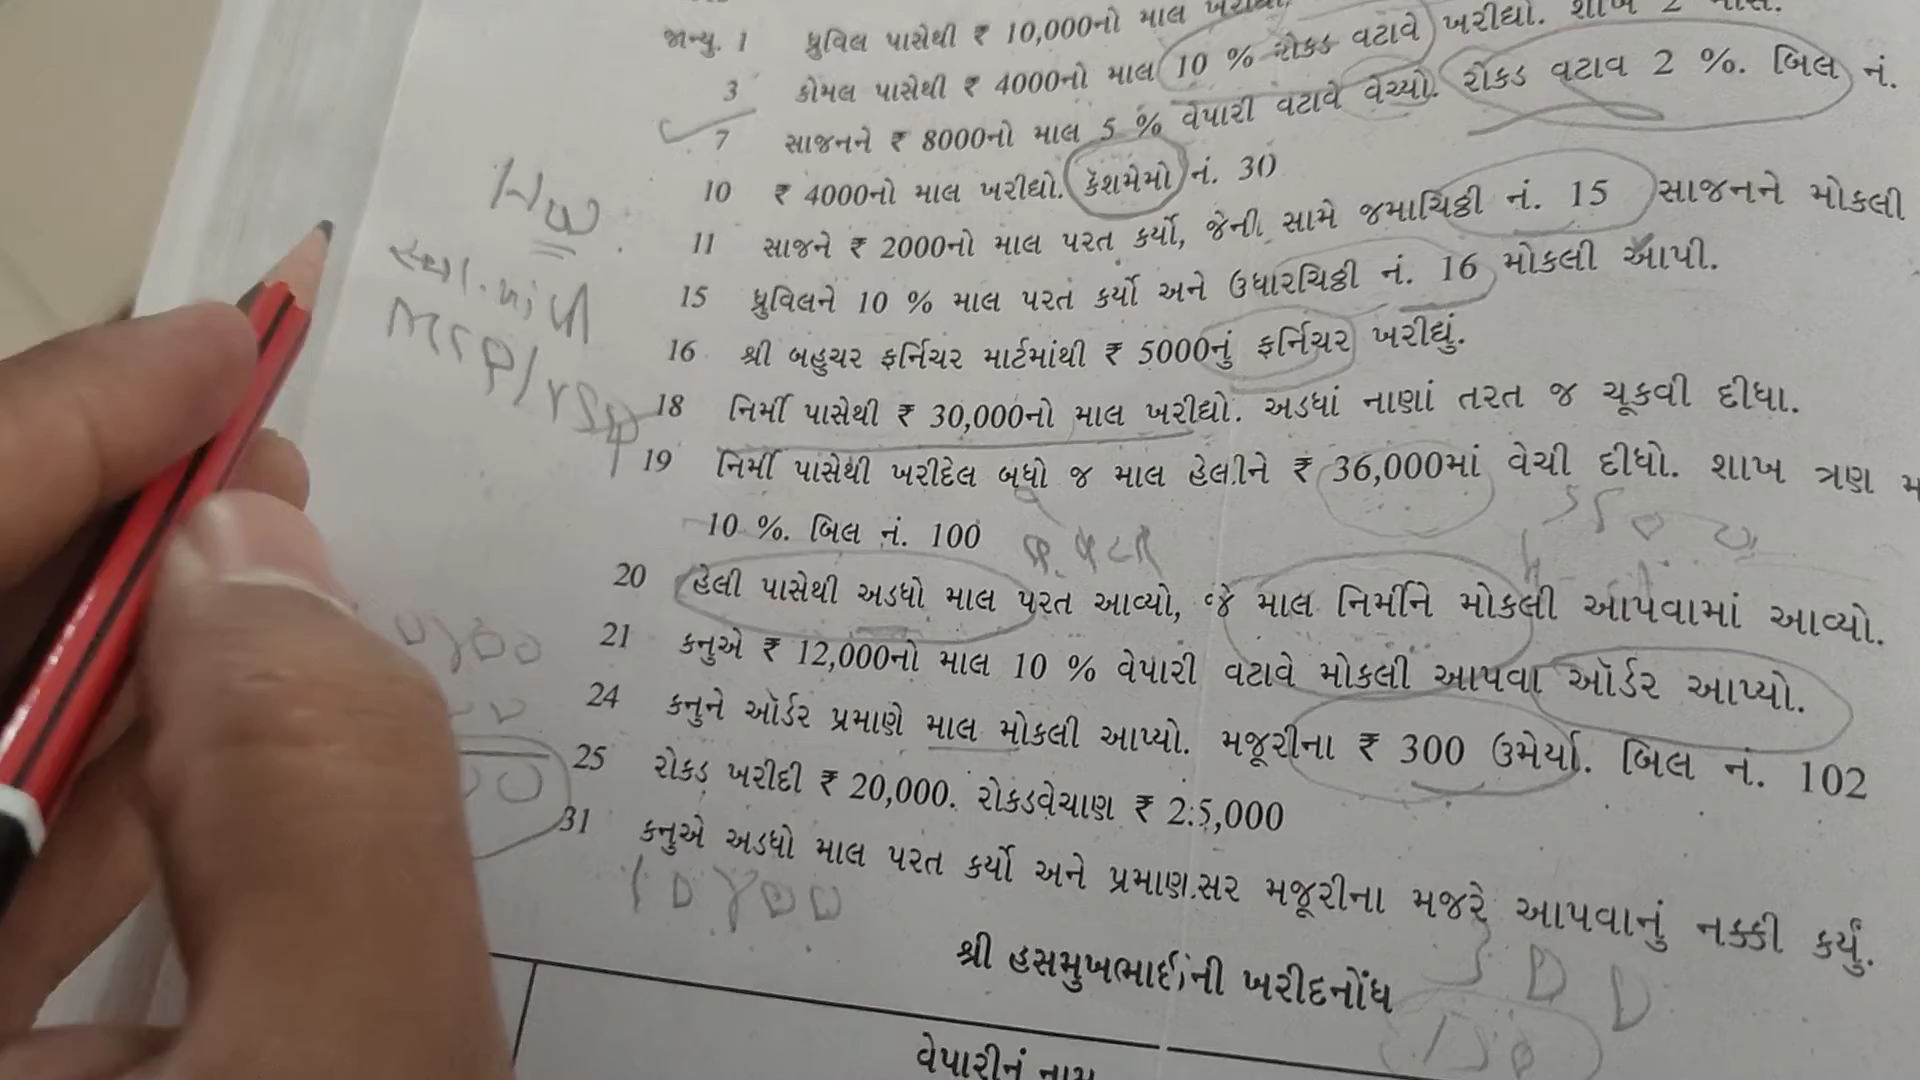 જાન્યુ. 1 ધ્રુવિલ પાસેથી ₹ 10,000નો માલ ખરીદ્યો.
3 કોમલ પાસેથી ₹ 4000નો માલ 10 % રોકડ વટાવે ખરીદ્યો. શાખ 2 માસ.
7 સાજનને ₹ 8000નો માલ 5 % વેપારી વટાવે વેચ્યો. રોકડ વટાવ 2 %. બિલ નં.
10 ₹ 4000નો માલ ખરીદ્યો. કેશમેમો નં. 30
11 સાજને ₹ 2000નો માલ પરત કર્યો, જેની સામે જમાચિઠ્ઠી નં. 15 સાજનને મોકલી
15 ધ્રુવિલને 10 % માલ પરત કર્યો અને ઉધારચિઠ્ઠી નં. 16 મોકલી આપી.
16 શ્રી બહુચર ફર્નિચર માર્ટમાંથી ₹ 5000નું ફર્નિચર ખરીદ્યું.
18 નિર્મી પાસેથી ₹ 30,000નો માલ ખરીદ્યો. અડધાં નાણાં તરત જ ચૂકવી દીધા.
19 નિર્મી પાસેથી ખરીદેલ બધો જ માલ હેલીને ₹ 36,000માં વેચી દીધો. શાખ ત્રણ
10 %. બિલ નં. 100
20 હેલી પાસેથી અડધો માલ પરત આવ્યો, જે માલ નિર્મીને મોકલી આપવામાં આવ્યો.
21 કનુએ ₹ 12,000નો માલ 10 % વેપારી વટાવે મોકલી આપવા ઑર્ડર આપ્યો.
24 કનુને ઑર્ડર પ્રમાણે માલ મોકલી આપ્યો. મજૂરીના ₹ 300 ઉમેર્યા. બિલ નં. 102
25 રોકડ ખરીદી ₹ 20,000. રોકડવેચાણ ₹ 25,000
31 કનુએ અડધો માલ પરત કર્યો અને પ્રમાણસર મજૂરીના મજરે આપવાનું નક્કી કર્યું.
10800
300
150
શ્રી હસમુખભાઈની ખરીદનોંધ
વેપારીનું નામ